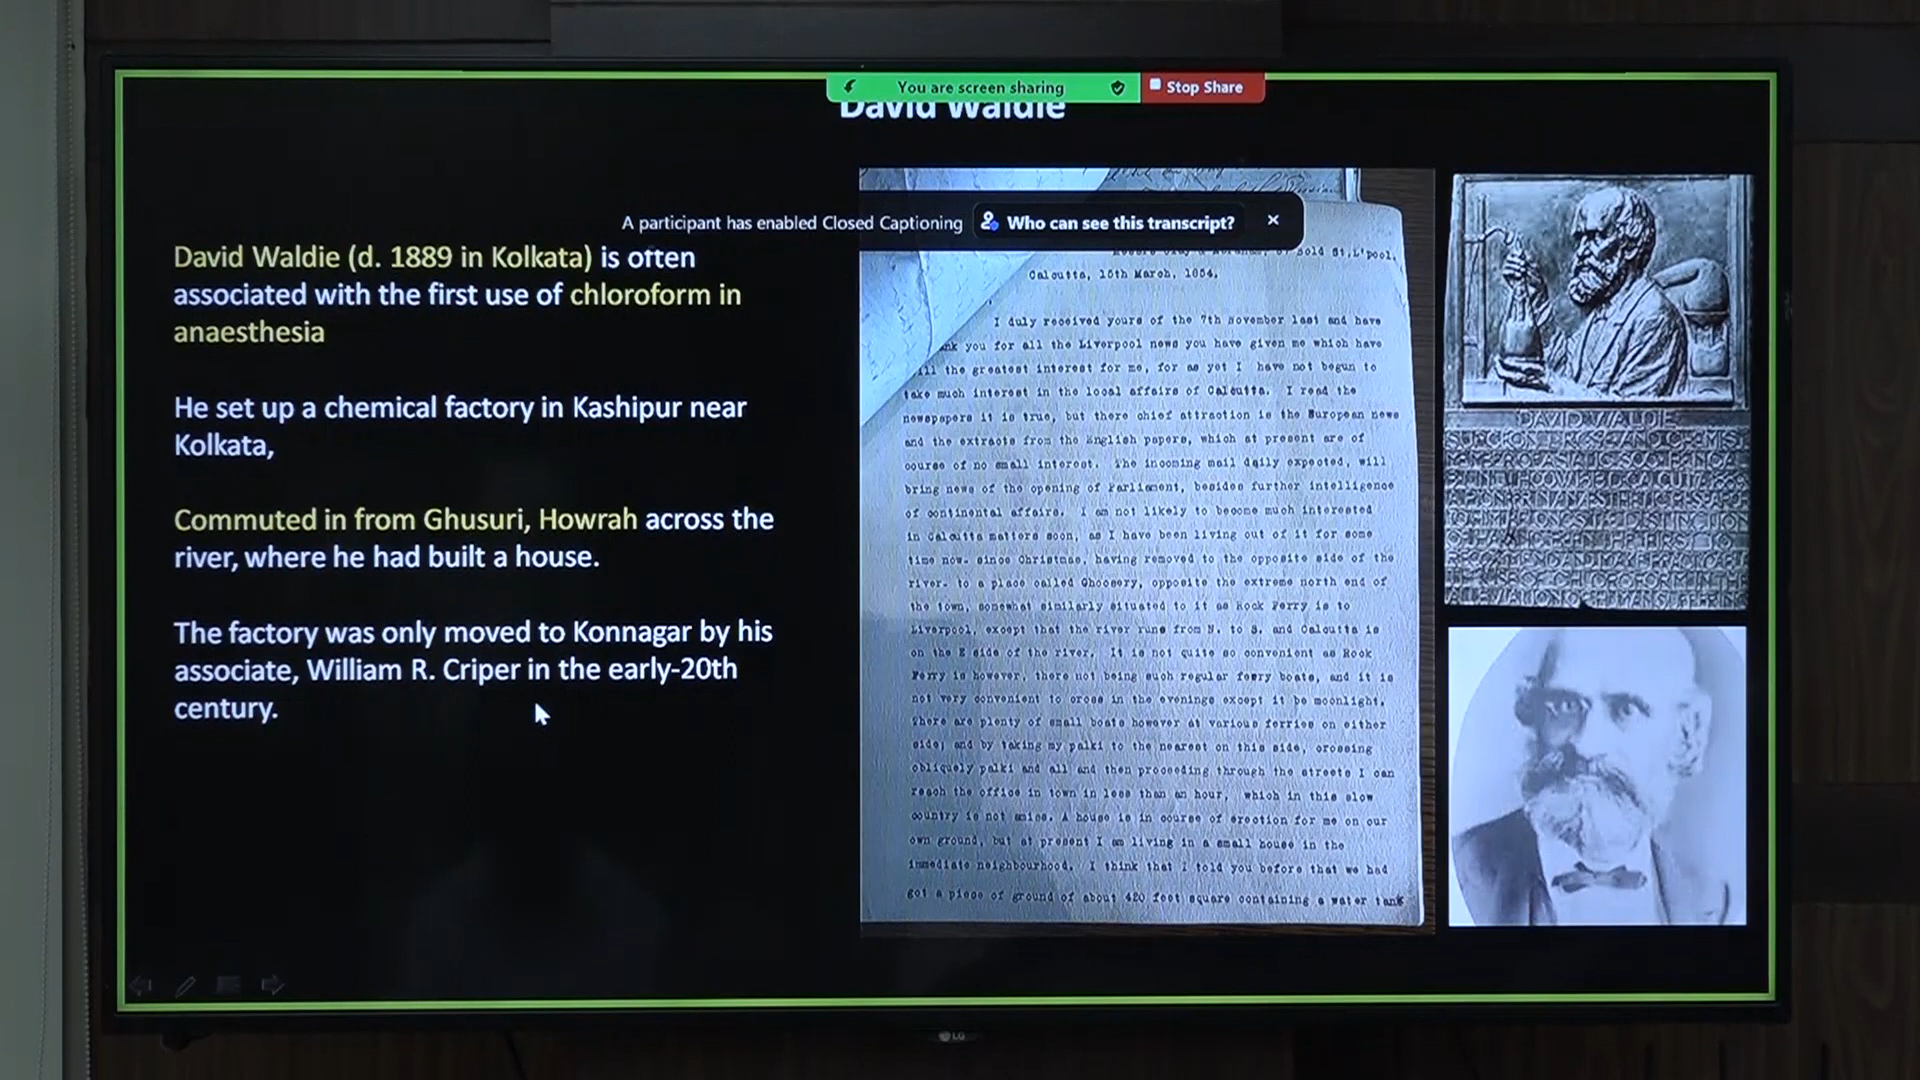 You are screen sharing
Stop Share
David Waldie
A participant has enabled Closed Captioning
Who can see this transcript?
David Waldie (d. 1889 in Kolkata) is often
associated with the first use of chloroform in
anaesthesia
He set up a chemical factory in Kashipur near
Kolkata,
Commuted in from Ghusuri, Howrah across the
river, where he had built a house.
The factory was only moved to Konnagar by his
associate, William R. Criper in the early-20th
century.
Bold St.L'pool.
Calcutta, 15th March, 1854.
I duly received yours of the 7th November last and have
you for all the Liverpool news you have given me which have
the greatest interest for me, for as yet I have not begun to
take much interest in the local affairs of Calcutta. I read the
newspapers it is true, but there chief attraction is the European news
and the extracts from the English papers, which at present are of
course of no small interest. The incoming mail daily expected, will
bring news of the opening of Parliament, besides further intelligence
of continental affairs. I am not likely to become much interested
in Calcutta matters soon, as I have been living out of it for some
time now. since Christmas, having removed to the opposite side of the
river. to a place called Ghoosery, opposite the extreme north end of
the town, somewhat similarly situated to it as Rock Ferry is to
Liverpool, except that the river runs from N. to S. and Calcutta is
on the E side of the river. It is not quite so convenient as Rock
Ferry is however, there not being such regular ferry boats, and it is
not very convenient to cross in the evenings except it be moonlight.
There are plenty of small boats however at various ferries on either
side; and by taking my palki to the nearest on this side, crossing
obliquely palki and all and then proceeding through the streets I can
reach the office in town in less than an hour, which in this slow
country is not amiss. A house is in course of erection for me on our
own ground, but at present I am living in a small house in the
immediate neighbourhood. I think that I told you before that we had
got a piece of ground of about 420 feet square containing a water tank
DAVID WALDIE
LG